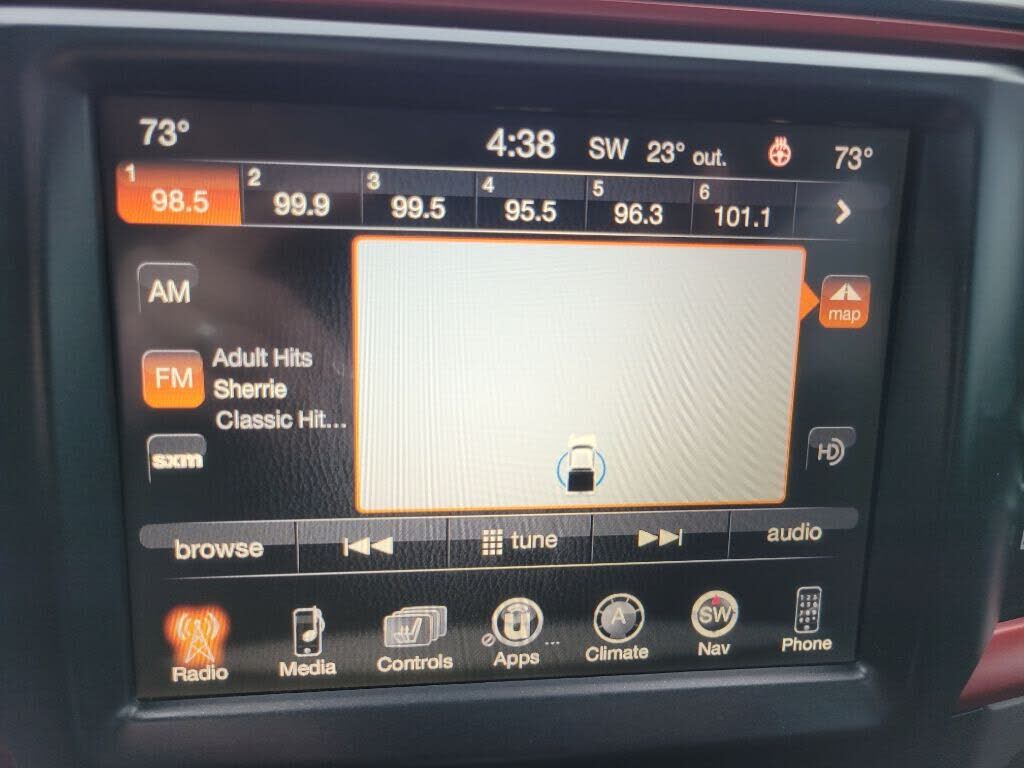 73° 4:38 SW 23° out. 73°
1 98.5 2 99.9 3 99.5 4 95.5 5 96.3 6 101.1
AM
map
FM
Adult Hits
Sherrie
Classic Hit...
sxm
HD
browse tune audio
A SW
Radio Media Controls Apps ... Climate Nav Phone